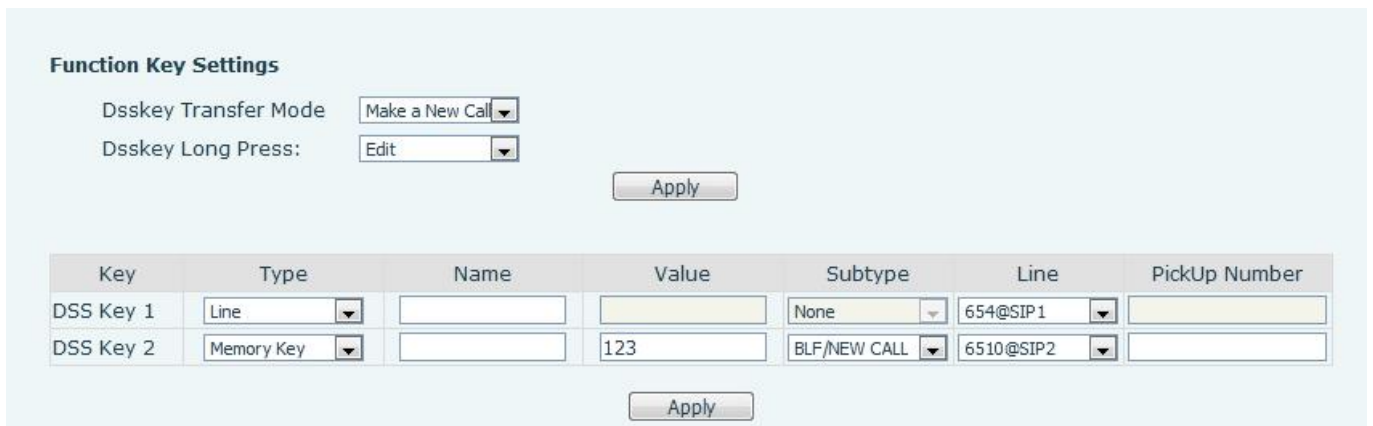 Function Key Settings
Dsskey Transfer Mode Make a New Call
Dsskey Long Press: Edit
Apply
Key Type Name Value Subtype Line PickUp Number
DSS Key 1 Line None 654@SIP1
DSS Key 2 Memory Key 123 BLF/NEW CALL 6510@SIP2
Apply